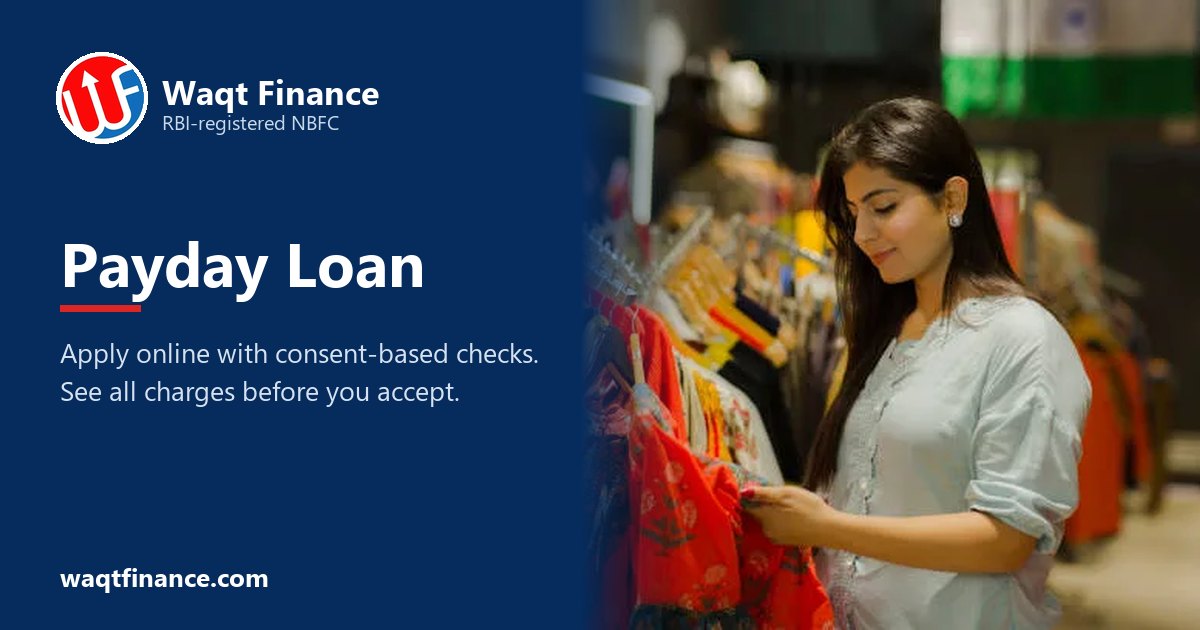 Waqt Finance
RBI-registered NBFC
Payday Loan
Apply online with consent-based checks.
See all charges before you accept.
waqtfinance.com